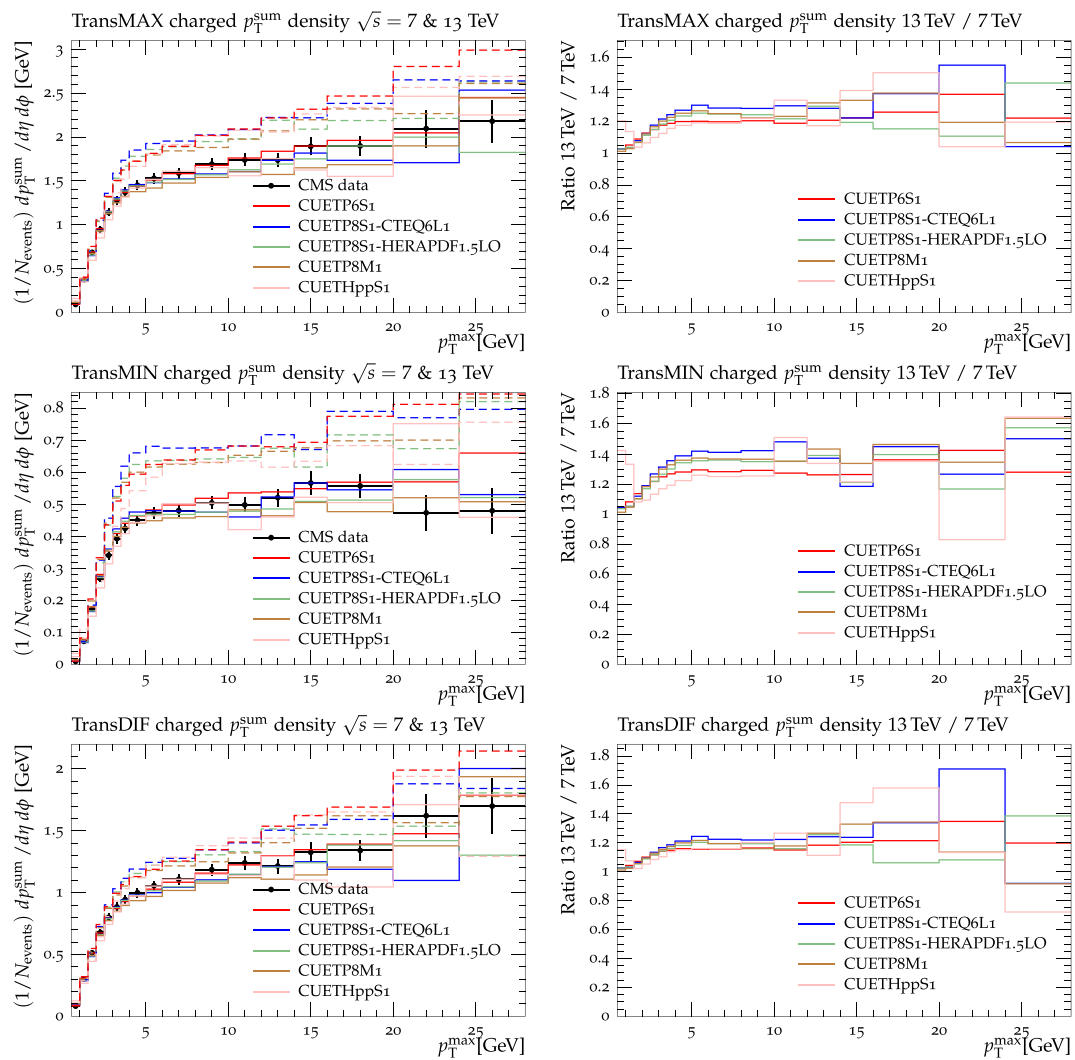 TransMAX charged p_T^sum density √s = 7 & 13 TeV
(1/N_events) dp_T^sum/dη dϕ [GeV]
3
2.5
2
1.5
1
0.5
0
CMS data
CUETP6S1
CUETP8S1-CTEQ6L1
CUETP8S1-HERAPDF1.5LO
CUETP8M1
CUETHppS1
5 10 15 20 25
p_T^max[GeV]
TransMAX charged p_T^sum density 13 TeV / 7 TeV
Ratio 13 TeV / 7 TeV
1.6
1.4
1.2
1
0.8
0.6
0.4
0.2
0
CUETP6S1
CUETP8S1-CTEQ6L1
CUETP8S1-HERAPDF1.5LO
CUETP8M1
CUETHppS1
5 10 15 20 25
p_T^max[GeV]
TransMIN charged p_T^sum density √s = 7 & 13 TeV
(1/N_events) dp_T^sum/dη dϕ [GeV]
0.8
0.7
0.6
0.5
0.4
0.3
0.2
0.1
0
CMS data
CUETP6S1
CUETP8S1-CTEQ6L1
CUETP8S1-HERAPDF1.5LO
CUETP8M1
CUETHppS1
5 10 15 20 25
p_T^max[GeV]
TransMIN charged p_T^sum density 13 TeV / 7 TeV
Ratio 13 TeV / 7 TeV
1.8
1.6
1.4
1.2
1
0.8
0.6
0.4
0.2
0
CUETP6S1
CUETP8S1-CTEQ6L1
CUETP8S1-HERAPDF1.5LO
CUETP8M1
CUETHppS1
5 10 15 20 25
p_T^max[GeV]
TransDIF charged p_T^sum density √s = 7 & 13 TeV
(1/N_events) dp_T^sum/dη dϕ [GeV]
2
1.5
1
0.5
0
CMS data
CUETP6S1
CUETP8S1-CTEQ6L1
CUETP8S1-HERAPDF1.5LO
CUETP8M1
CUETHppS1
5 10 15 20 25
p_T^max[GeV]
TransDIF charged p_T^sum density 13 TeV / 7 TeV
Ratio 13 TeV / 7 TeV
1.8
1.6
1.4
1.2
1
0.8
0.6
0.4
0.2
0
CUETP6S1
CUETP8S1-CTEQ6L1
CUETP8S1-HERAPDF1.5LO
CUETP8M1
CUETHppS1
5 10 15 20 25
p_T^max[GeV]